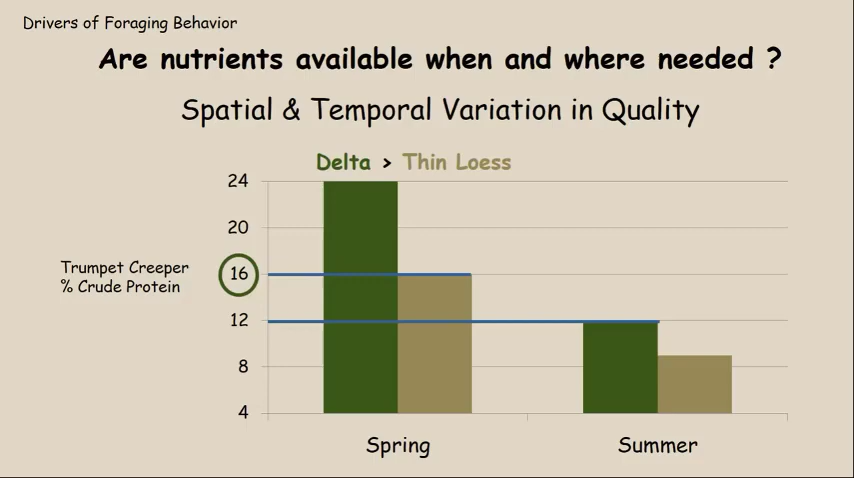 Drivers of Foraging Behavior
Are nutrients available when and where needed ?
Spatial & Temporal Variation in Quality
Delta > Thin Loess
24
20
Trumpet Creeper
% Crude Protein
16
12
8
4
Spring Summer